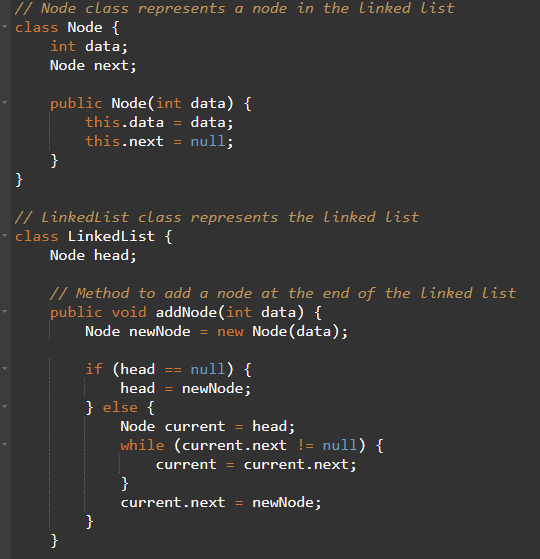 // Node class represents a node in the linked list
class Node {
    int data;
    Node next;

    public Node(int data) {
        this.data = data;
        this.next = null;
    }
}

// LinkedList class represents the linked list
class LinkedList {
    Node head;

    // Method to add a node at the end of the linked list
    public void addNode(int data) {
        Node newNode = new Node(data);

        if (head == null) {
            head = newNode;
        } else {
            Node current = head;
            while (current.next != null) {
                current = current.next;
            }
            current.next = newNode;
        }
    }